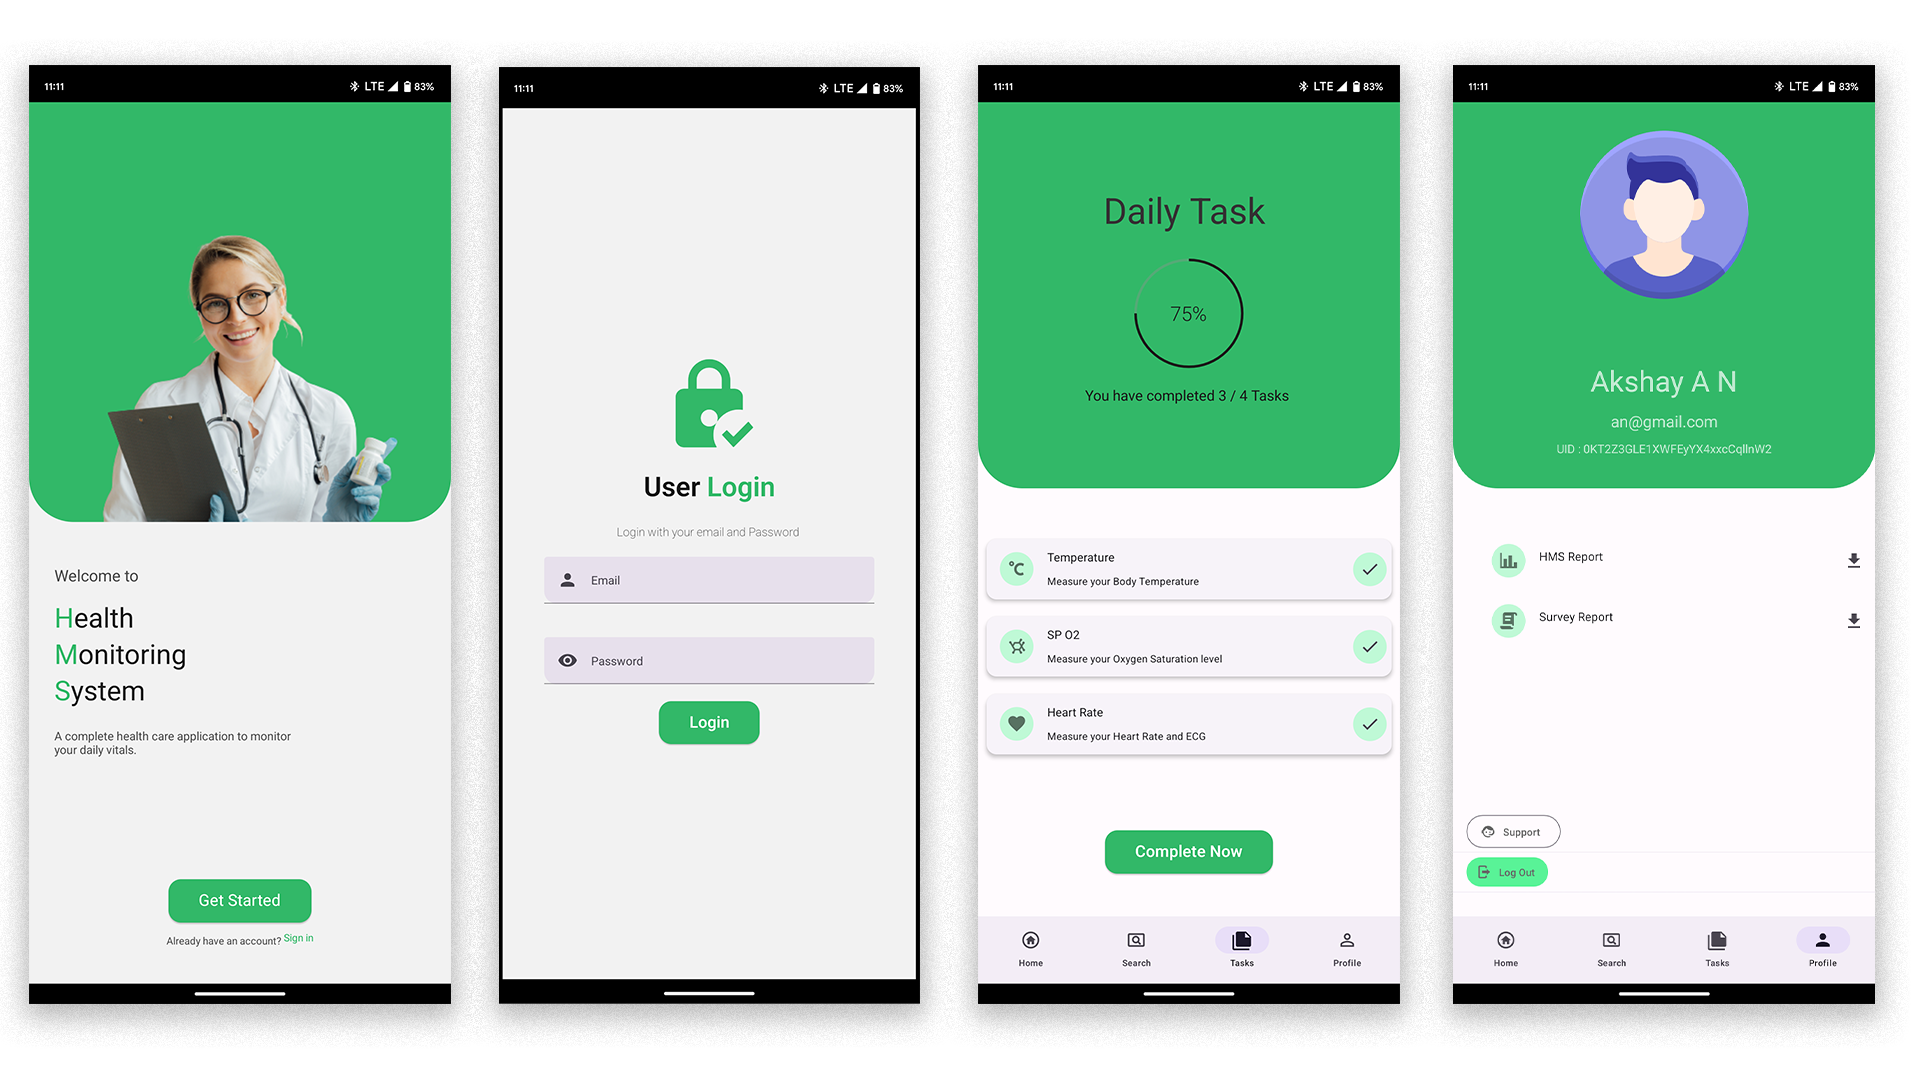 11:11
LTE 83%
Welcome to
Health
Monitoring
System
A complete health care application to monitor
your daily vitals.
Get Started
Already have an account? Sign in
11:11
LTE 83%
User Login
Login with your email and Password
Email
Password
Login
11:11
LTE 83%
Daily Task
75%
You have completed 3 / 4 Tasks
°C
Temperature
Measure your Body Temperature
SP O2
Measure your Oxygen Saturation level
Heart Rate
Measure your Heart Rate and ECG
Complete Now
Home
Search
Tasks
Profile
11:11
LTE 83%
Akshay A N
an@gmail.com
UID : 0KT2Z3GLE1XWFEyYX4xxcCqllnW2
HMS Report
Survey Report
Support
Log Out
Home
Search
Tasks
Profile